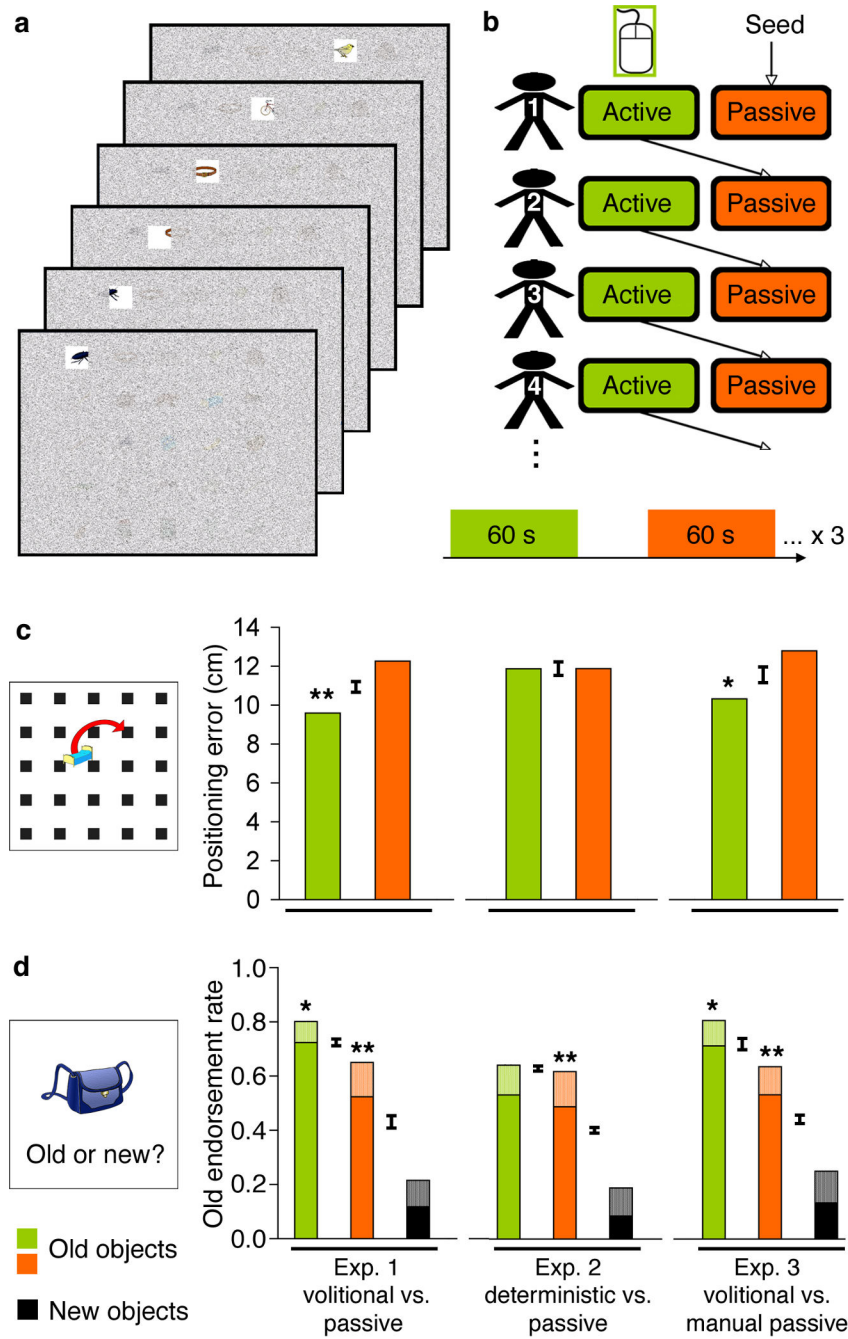 a
b
Seed
1
Active
Passive
2
Active
Passive
3
Active
Passive
4
Active
Passive
60 s
60 s
... x 3
c
Positioning error (cm)
14
12
10
8
6
4
2
0
**
*
d
Old or new?
Old objects
New objects
Old endorsement rate
1.0
0.8
0.6
0.4
0.2
0.0
*
**
**
*
**
Exp. 1
volitional vs.
passive
Exp. 2
deterministic vs.
passive
Exp. 3
volitional vs.
manual passive